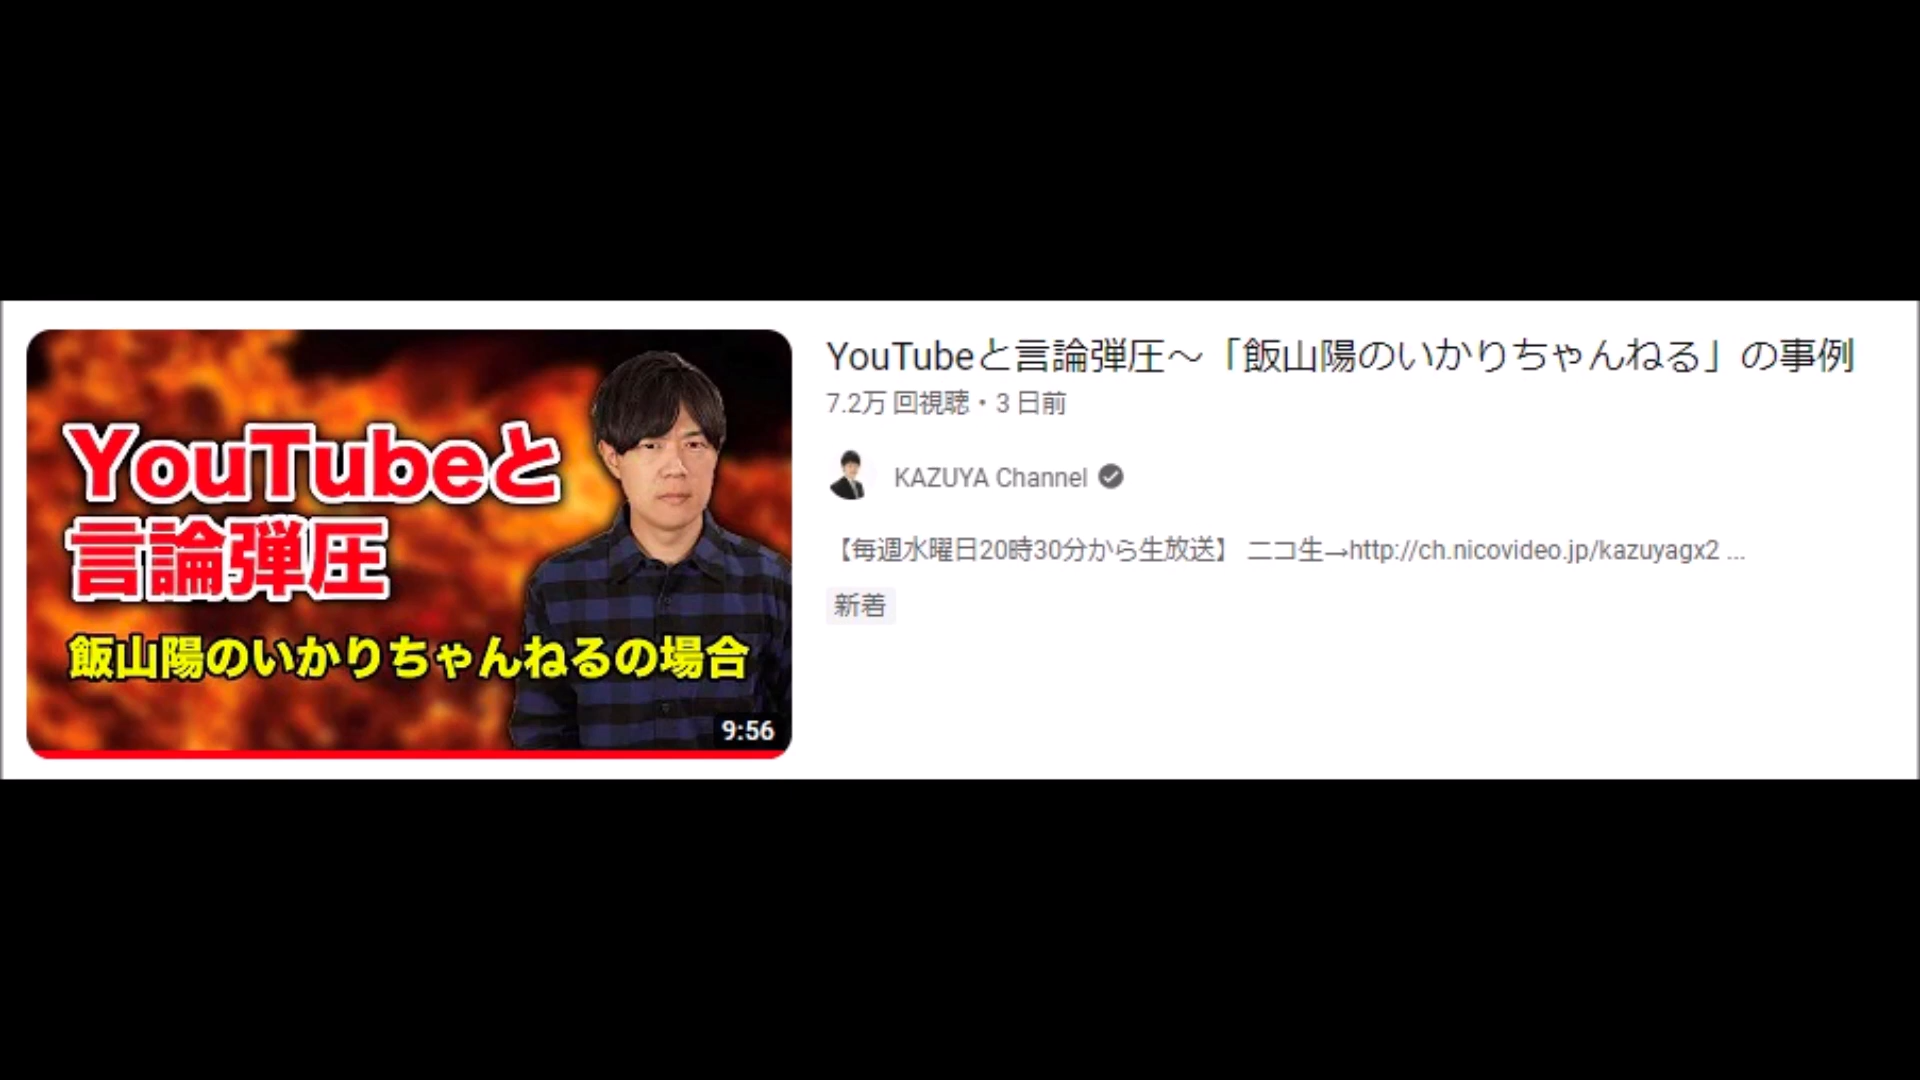 YouTubeと
言論弾圧
飯山陽のいかりちゃんねるの場合
9:56
YouTubeと言論弾圧～「飯山陽のいかりちゃんねる」の事例
7.2万 回視聴・3 日前
KAZUYA Channel
【毎週水曜日20時30分から生放送】 ニコ生→http://ch.nicovideo.jp/kazuyagx2 ...
新着